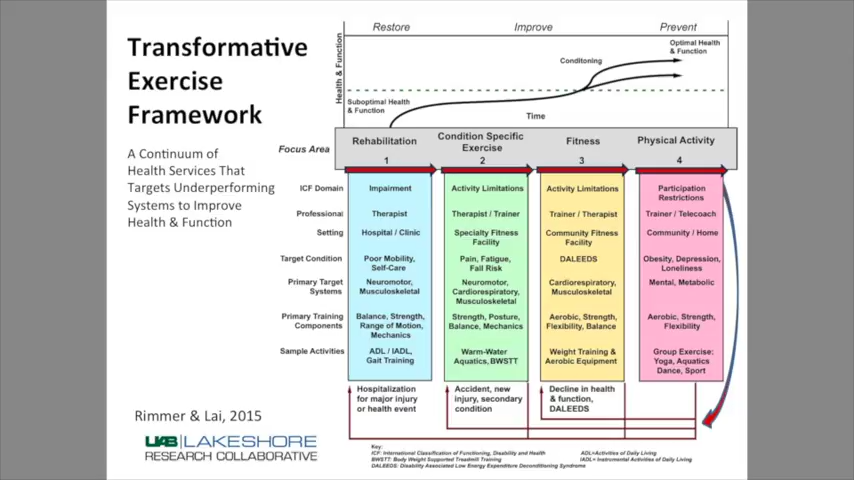 Transformative
Exercise
Framework
A Continuum of
Health Services That
Targets Underperforming
Systems to Improve
Health & Function
Rimmer & Lai, 2015
UAB | LAKESHORE
RESEARCH COLLABORATIVE
Restore Improve Prevent
Health & Function
Optimal Health
& Function
Conditoning
Suboptimal Health
& Function
Time
Focus Area
Rehabilitation
1
Condition Specific
Exercise
2
Fitness
3
Physical Activity
4
ICF Domain
Impairment
Activity Limitations
Activity Limitations
Participation
Restrictions
Professional
Therapist
Therapist / Trainer
Trainer / Therapist
Trainer / Telecoach
Setting
Hospital / Clinic
Specialty Fitness
Facility
Community Fitness
Facility
Community / Home
Target Condition
Poor Mobility,
Self-Care
Pain, Fatigue,
Fall Risk
DALEEDS
Obesity, Depression,
Loneliness
Primary Target
Systems
Neuromotor,
Musculoskeletal
Neuromotor,
Cardiorespiratory,
Musculoskeletal
Cardiorespiratory,
Musculoskeletal
Mental, Metabolic
Primary Training
Components
Balance, Strength,
Range of Motion,
Mechanics
Strength, Posture,
Balance, Mechanics
Aerobic, Strength,
Flexibility, Balance
Aerobic, Strength,
Flexibility
Sample Activities
ADL / IADL,
Gait Training
Warm-Water
Aquatics, BWSTT
Weight Training &
Aerobic Equipment
Group Exercise:
Yoga, Aquatics
Dance, Sport
Hospitalization
for major injury
or health event
Accident, new
injury, secondary
condition
Decline in health
& function,
DALEEDS
Key:
ICF: International Classification of Functioning, Disability and Health
BWSTT: Body Weight Supported Treadmill Training
DALEEDS: Disability Associated Low Energy Expenditure Deconditioning Syndrome
ADL=Activities of Daily Living
IADL= Instrumental Activities of Daily Living